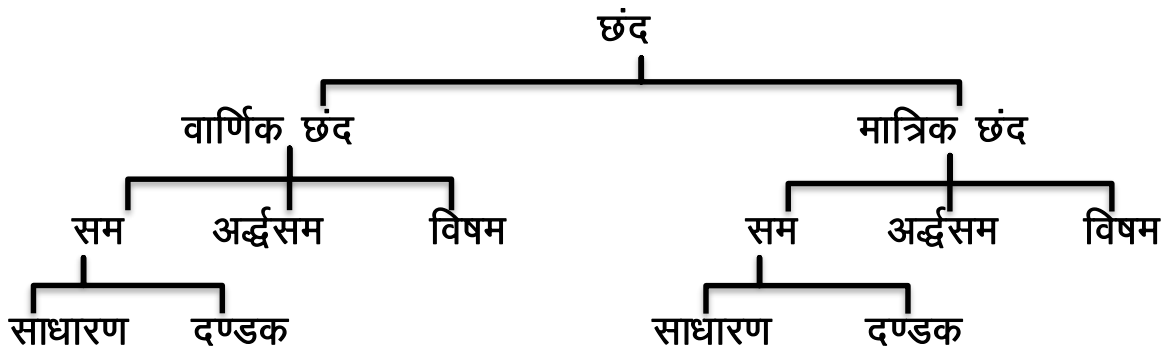 छंद
वार्णिक छंद मात्रिक छंद
सम अर्द्धसम विषम सम अर्द्धसम विषम
साधारण दण्डक साधारण दण्डक